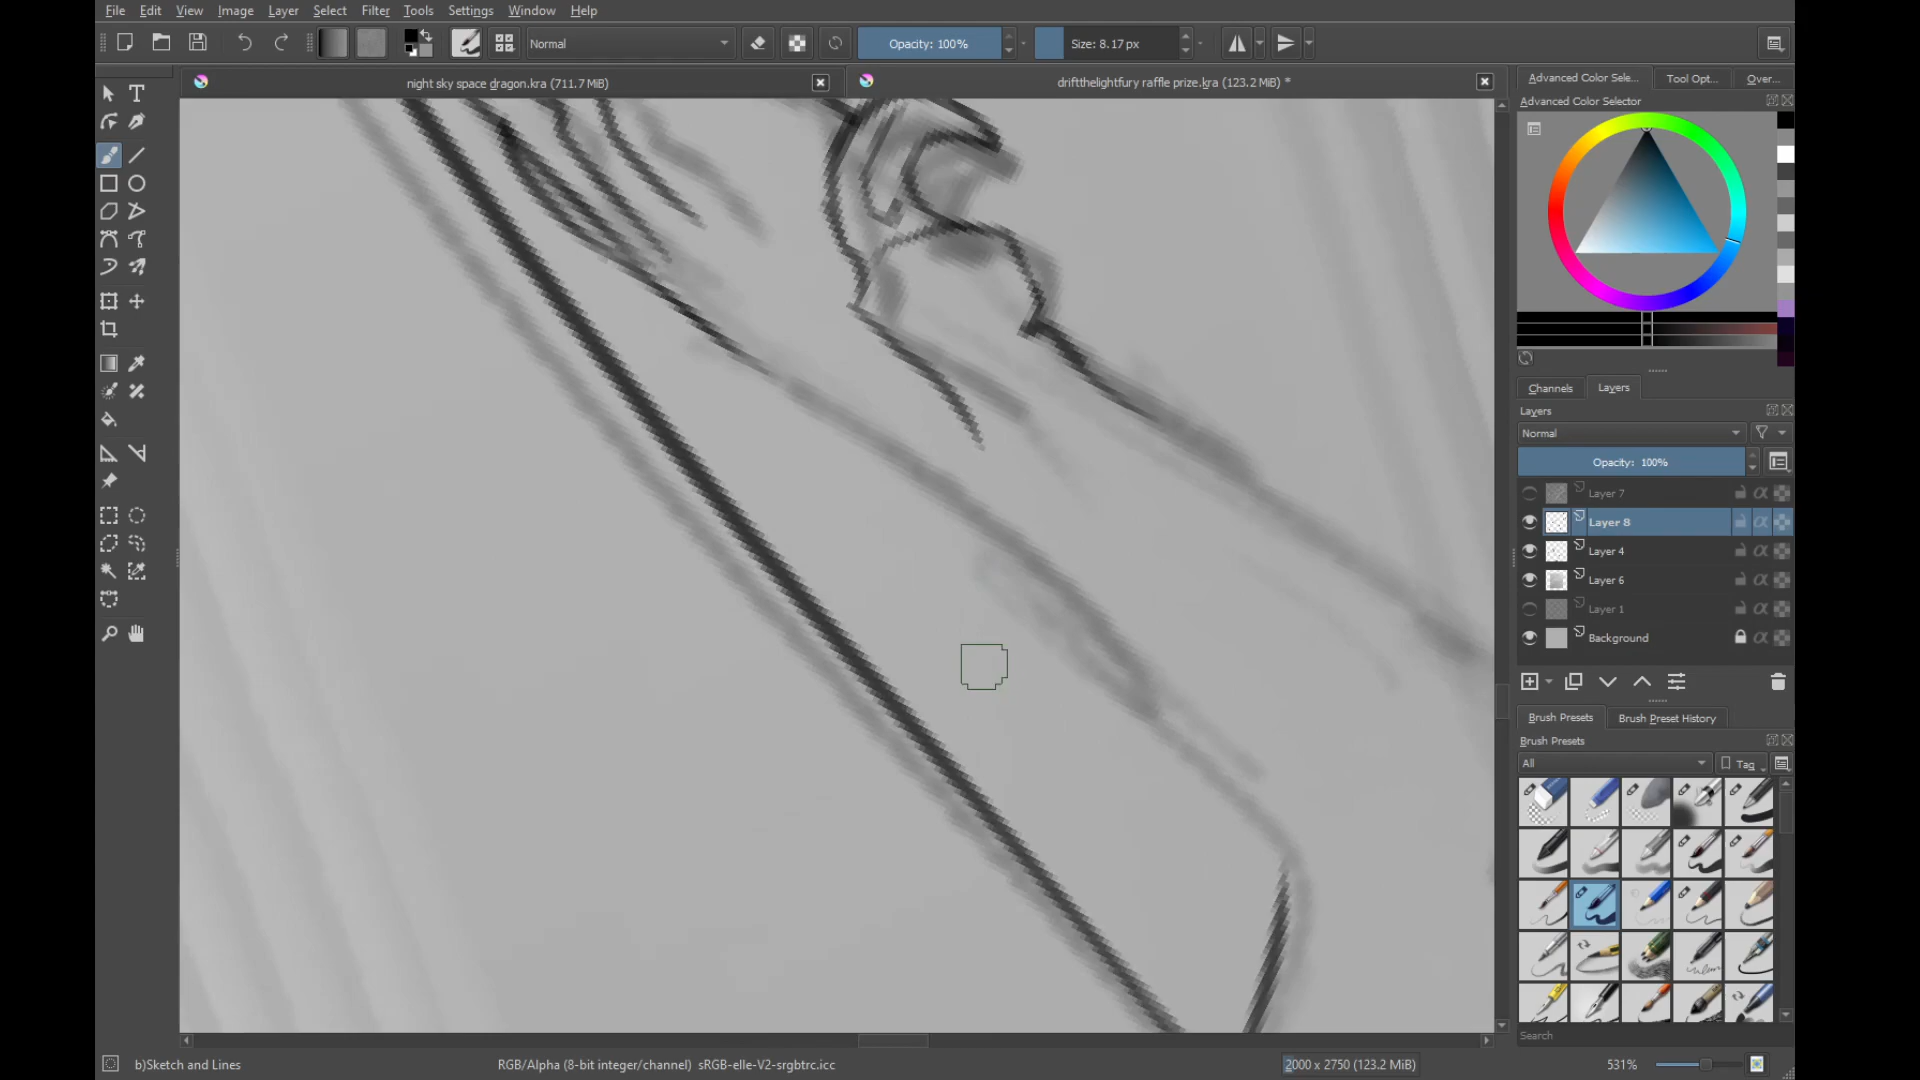 File Edit View Image Layer Select Filter Tools Settings Window Help
Normal
Opacity: 100%
Size: 8.17 px
night sky space dragon.kra (711.7 MiB)
driftthelightfury raffle prize.kra (123.2 MiB) *
Advanced Color Sele...
Tool Opt...
Over...
Advanced Color Selector
Channels
Layers
Layers
Normal
Opacity: 100%
Layer 7
Layer 8
Layer 4
Layer 6
Layer 1
Background
Brush Presets
Brush Preset History
Brush Presets
All
Tag
Search
b)Sketch and Lines
RGB/Alpha (8-bit integer/channel) sRGB-elle-V2-srgbtrc.icc
2000 x 2750 (123.2 MiB)
531%